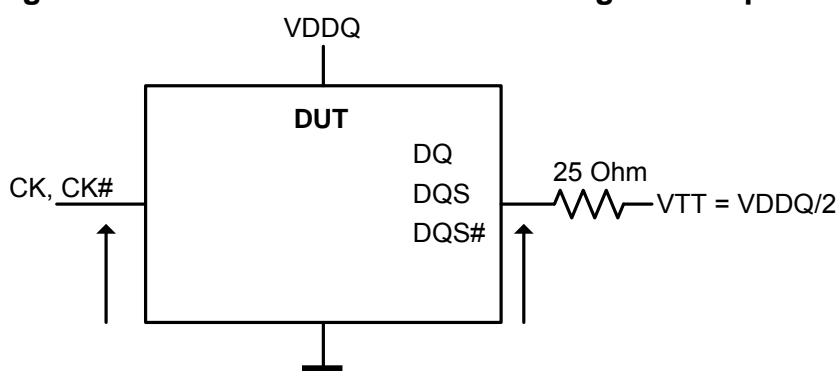 VDDQ
DUT
DQ
CK, CK#
25 Ohm
DQS
VTT = VDDQ/2
DQS#